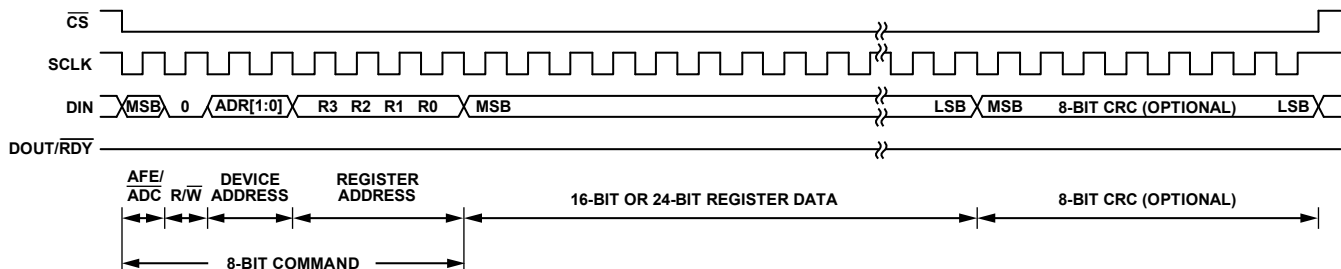 CS
SCLK
DIN MSB 0 ADR[1:0] R3 R2 R1 R0 MSB LSB MSB 8-BIT CRC (OPTIONAL) LSB
DOUT/RDY
AFE/
ADC R/W DEVICE
ADDRESS REGISTER
ADDRESS 16-BIT OR 24-BIT REGISTER DATA 8-BIT CRC (OPTIONAL)
8-BIT COMMAND